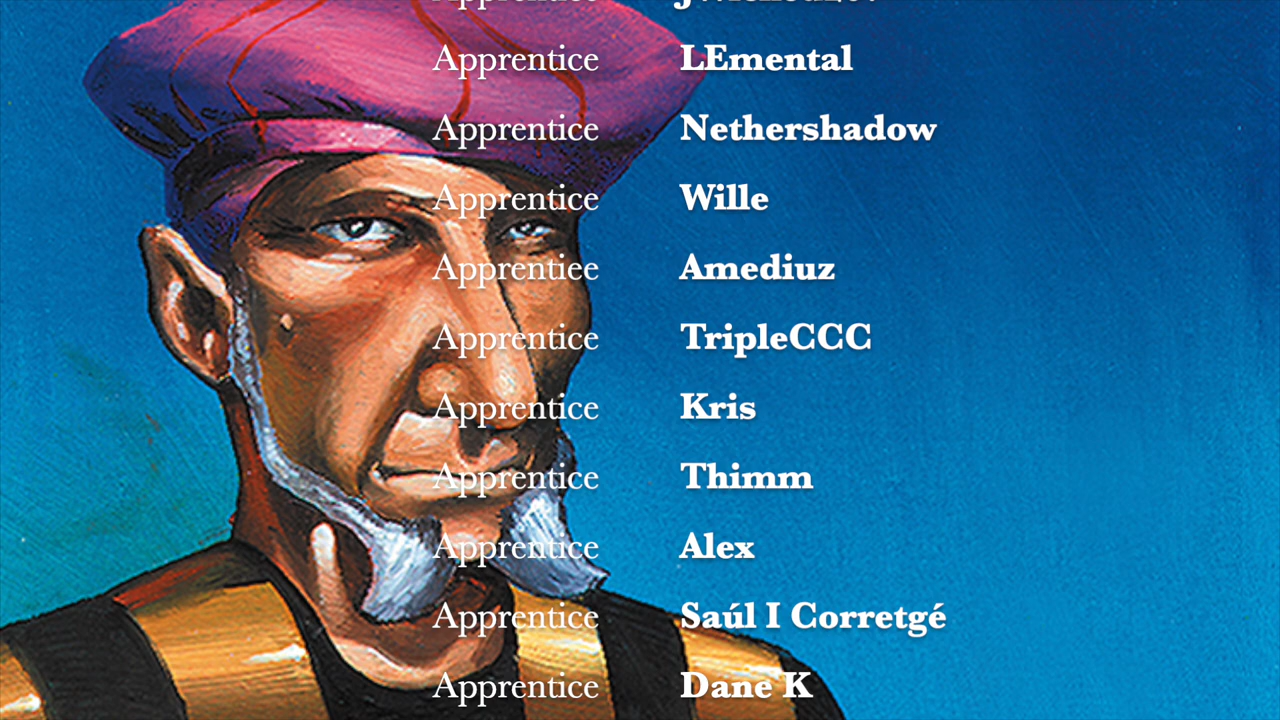 Apprentice LEmental
Apprentice Nethershadow
Apprentice Wille
Apprentice Amediuz
Apprentice TripleCCC
Apprentice Kris
Apprentice Thimm
Apprentice Alex
Apprentice Saúl I Corretgé
Apprentice Dane K